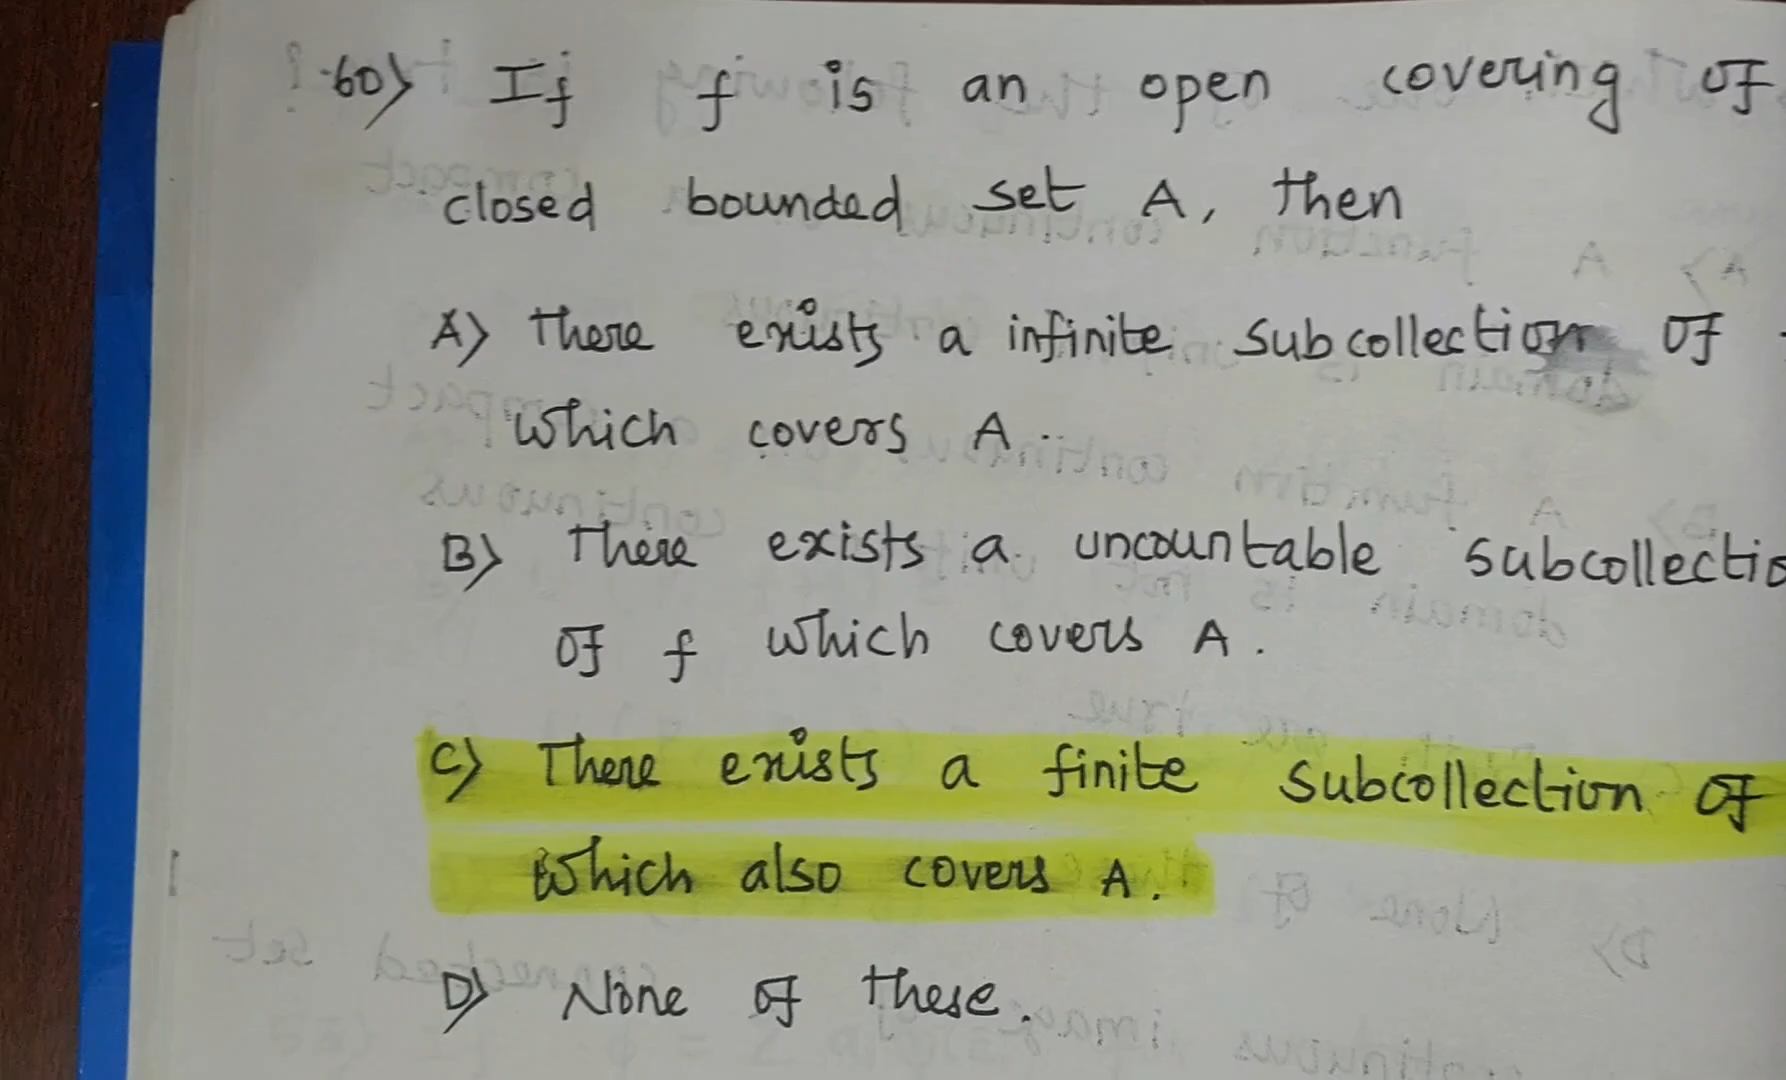 60) If f is an open covering of
closed bounded set A, then
A) There exists a infinite subcollection of
which covers A.
B) There exists a uncountable subcollectio
of f which covers A.
C) There exists a finite subcollection of
which also covers A.
D) None of these.